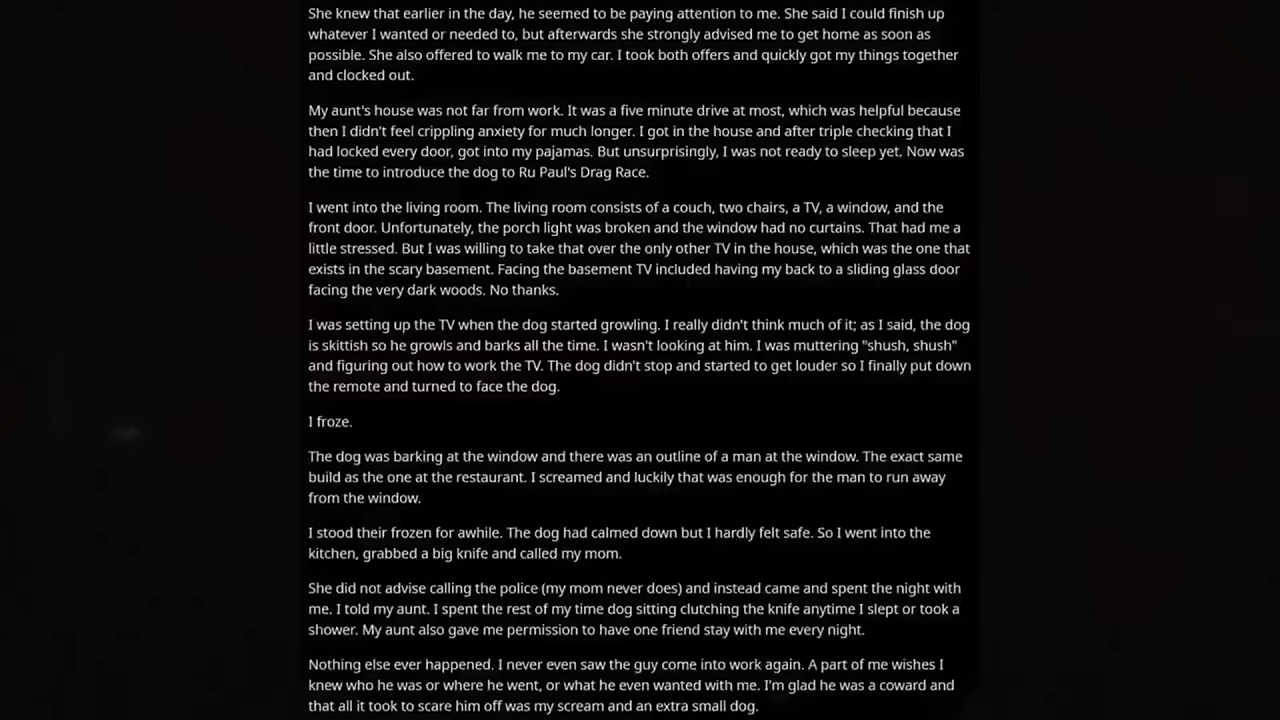 She knew that earlier in the day, he seemed to be paying attention to me. She said I could finish up
whatever I wanted or needed to, but afterwards she strongly advised me to get home as soon as
possible. She also offered to walk me to my car. I took both offers and quickly got my things together
and clocked out.
My aunt's house was not far from work. It was a five minute drive at most, which was helpful because
then I didn't feel crippling anxiety for much longer. I got in the house and after triple checking that I
had locked every door, got into my pajamas. But unsurprisingly, I was not ready to sleep yet. Now was
the time to introduce the dog to Ru Paul's Drag Race.
I went into the living room. The living room consists of a couch, two chairs, a TV, a window, and the
front door. Unfortunately, the porch light was broken and the window had no curtains. That had me a
little stressed. But I was willing to take that over the only other TV in the house, which was the one that
exists in the scary basement. Facing the basement TV included having my back to a sliding glass door
facing the very dark woods. No thanks.
I was setting up the TV when the dog started growling. I really didn't think much of it; as I said, the dog
is skittish so he growls and barks all the time. I wasn't looking at him. I was muttering "shush, shush"
and figuring out how to work the TV. The dog didn't stop and started to get louder so I finally put down
the remote and turned to face the dog.
I froze.
The dog was barking at the window and there was an outline of a man at the window. The exact same
build as the one at the restaurant. I screamed and luckily that was enough for the man to run away
from the window.
I stood their frozen for awhile. The dog had calmed down but I hardly felt safe. So I went into the
kitchen, grabbed a big knife and called my mom.
She did not advise calling the police (my mom never does) and instead came and spent the night with
me. I told my aunt. I spent the rest of my time dog sitting clutching the knife anytime I slept or took a
shower. My aunt also gave me permission to have one friend stay with me every night.
Nothing else ever happened. I never even saw the guy come into work again. A part of me wishes I
knew who he was or where he went, or what he even wanted with me. I'm glad he was a coward and
that all it took to scare him off was my scream and an extra small dog.